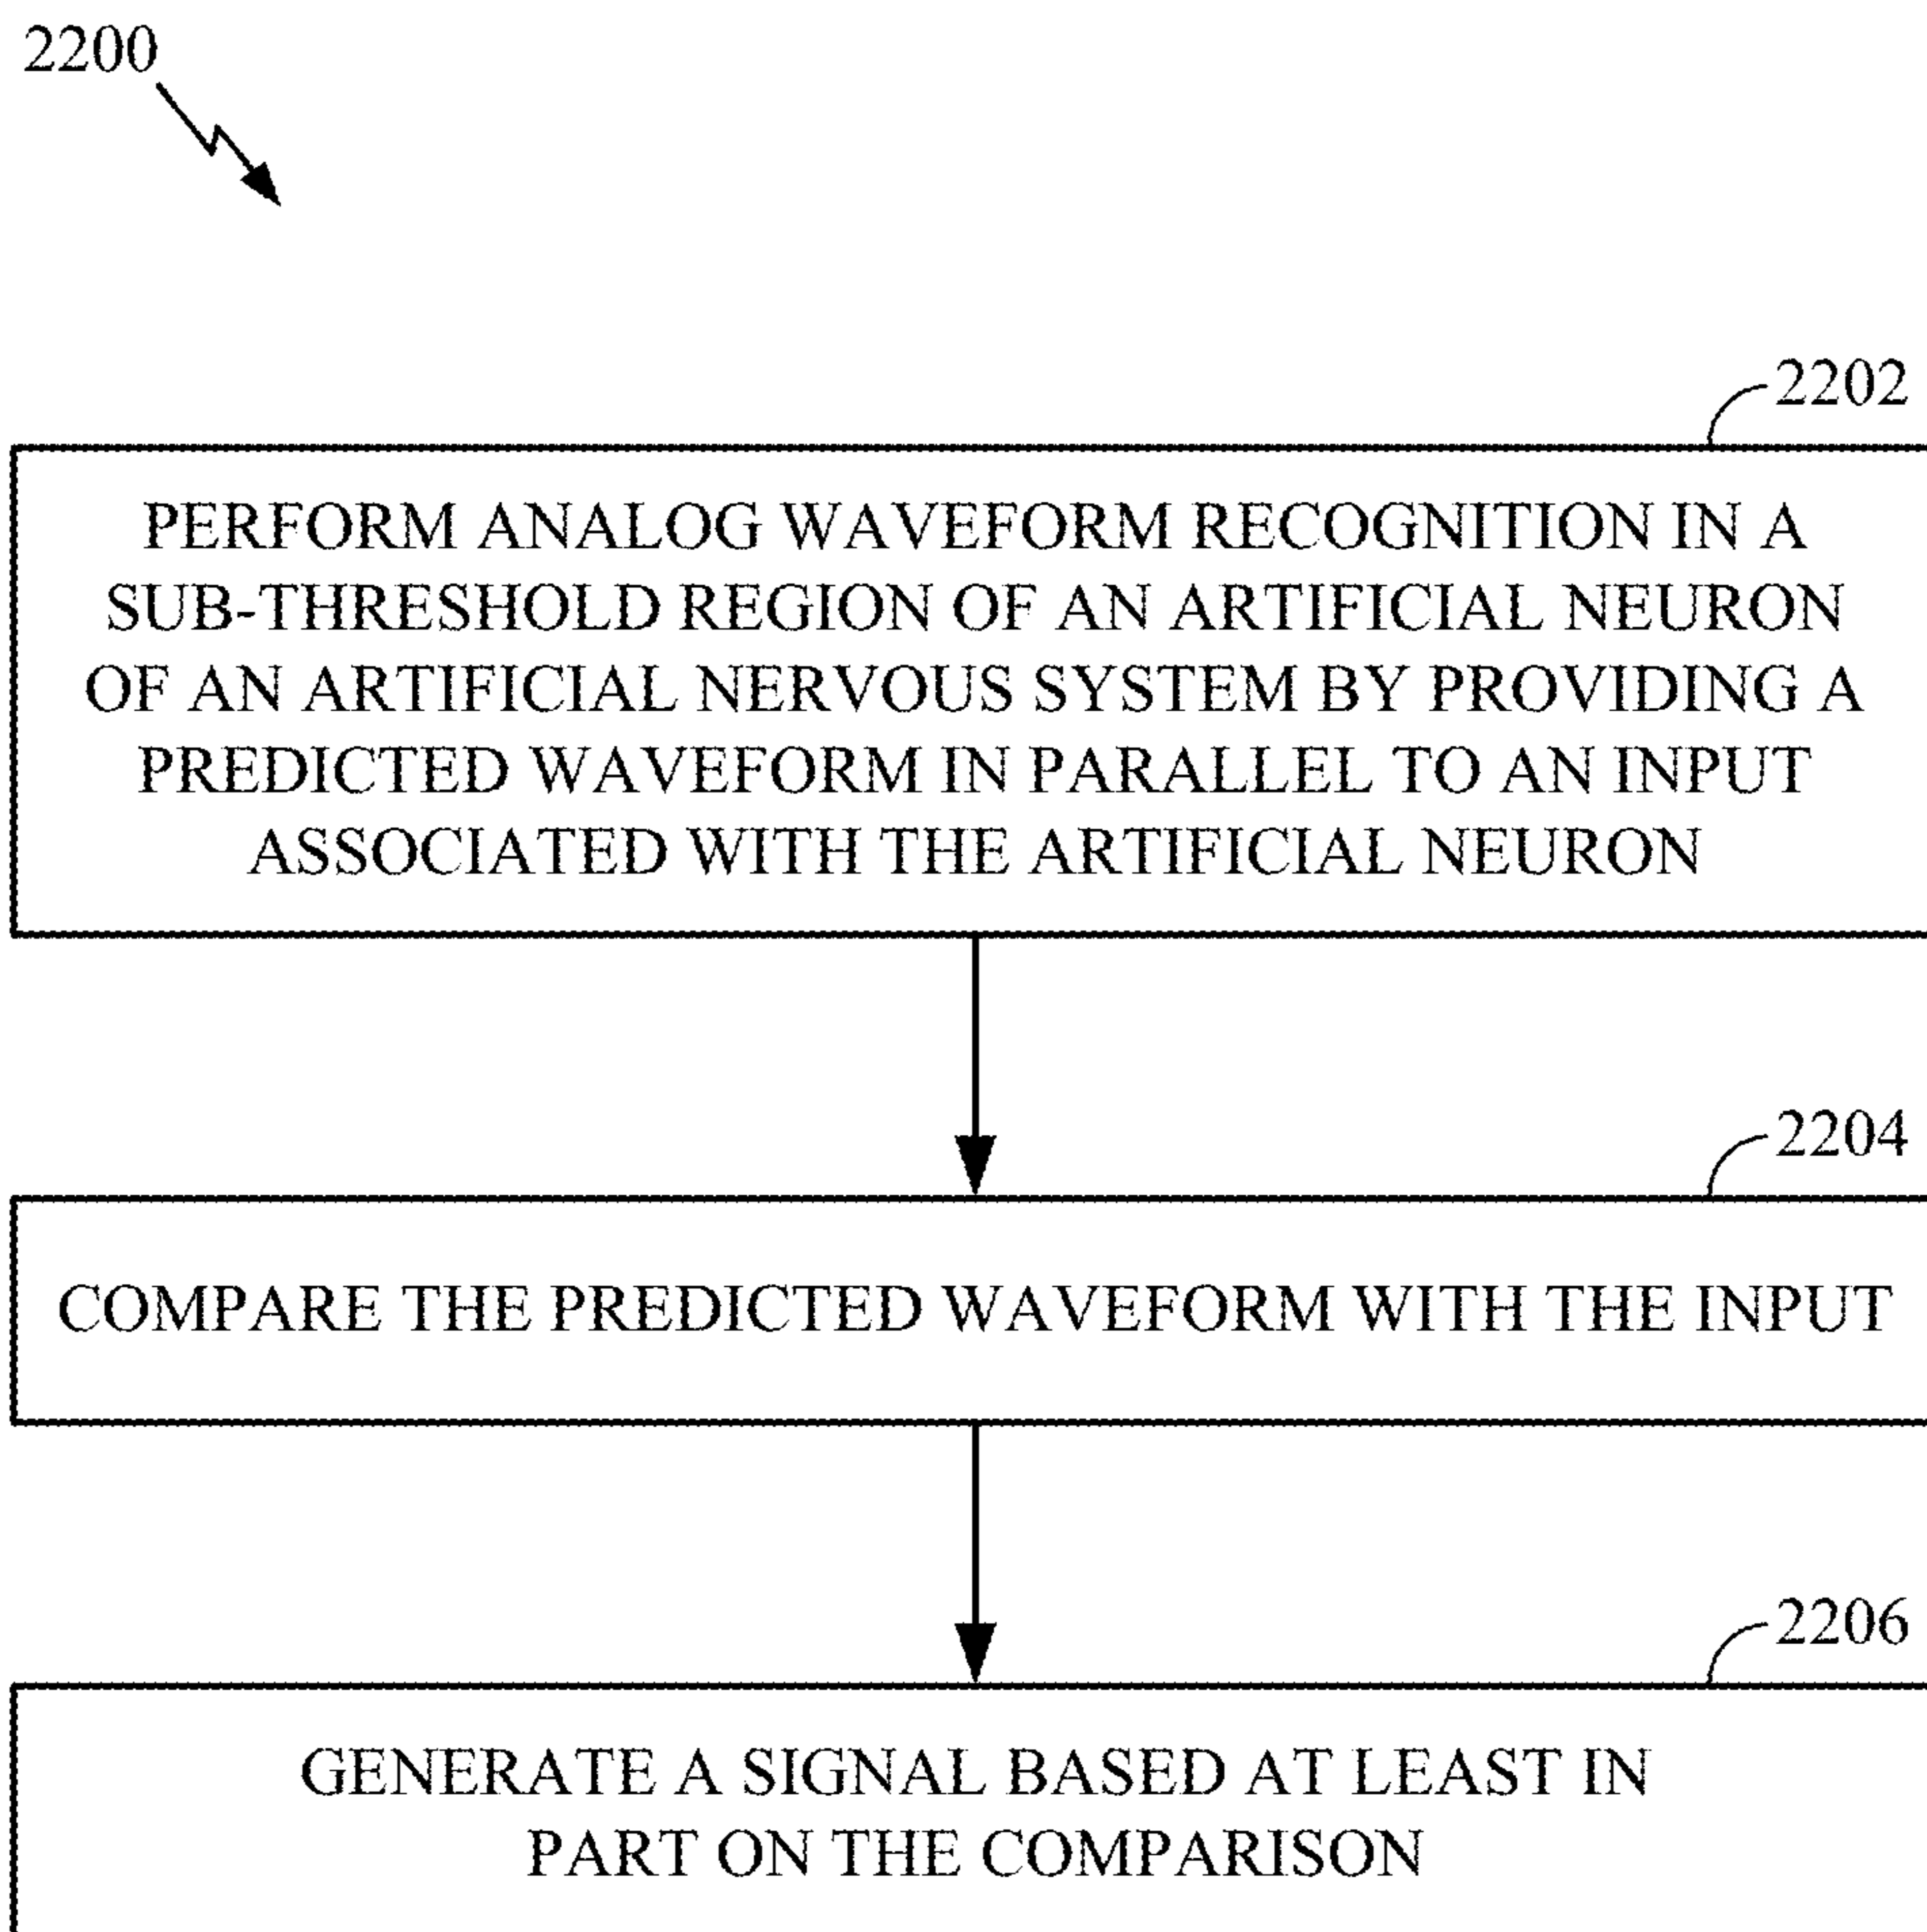 2200
2202
PERFORM ANALOG WAVEFORM RECOGNITION IN A
SUB-THRESHOLD REGION OF AN ARTIFICIAL NEURON
OF AN ARTIFICIAL NERVOUS SYSTEM BY PROVIDING A
PREDICTED WAVEFORM IN PARALLEL TO AN INPUT
ASSOCIATED WITH THE ARTIFICIAL NEURON
2204
COMPARE THE PREDICTED WAVEFORM WITH THE INPUT
2206
GENERATE A SIGNAL BASED AT LEAST IN
PART ON THE COMPARISON